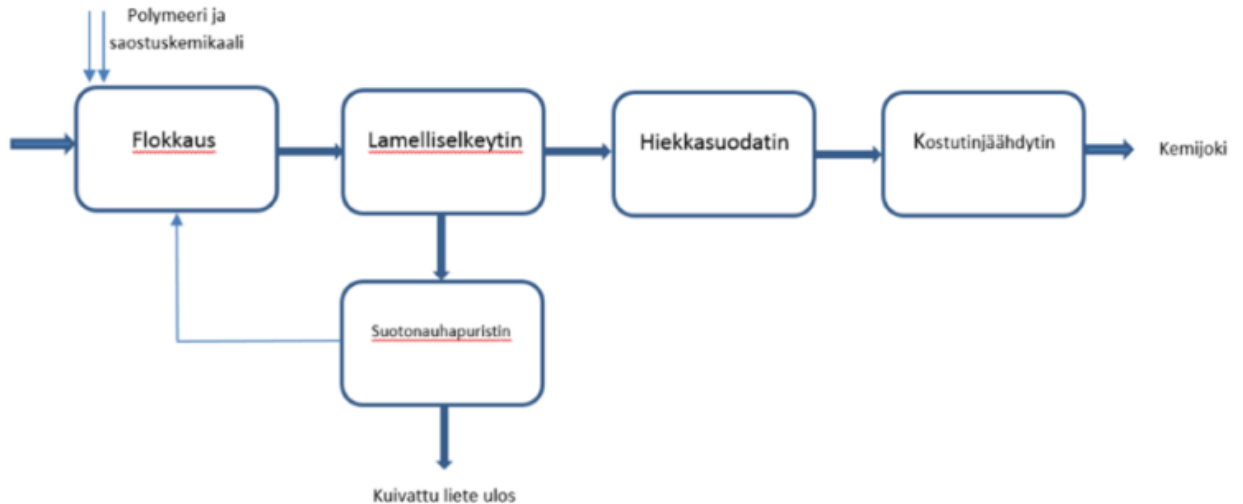 Polymeeri ja
saostuskemikaali
Flokkaus
Lamelliselkeytin
Hiekkasuodatin
Kostutinjäähdytin
Kemijoki
Suotonauhapuristin
Kuivattu liete ulos